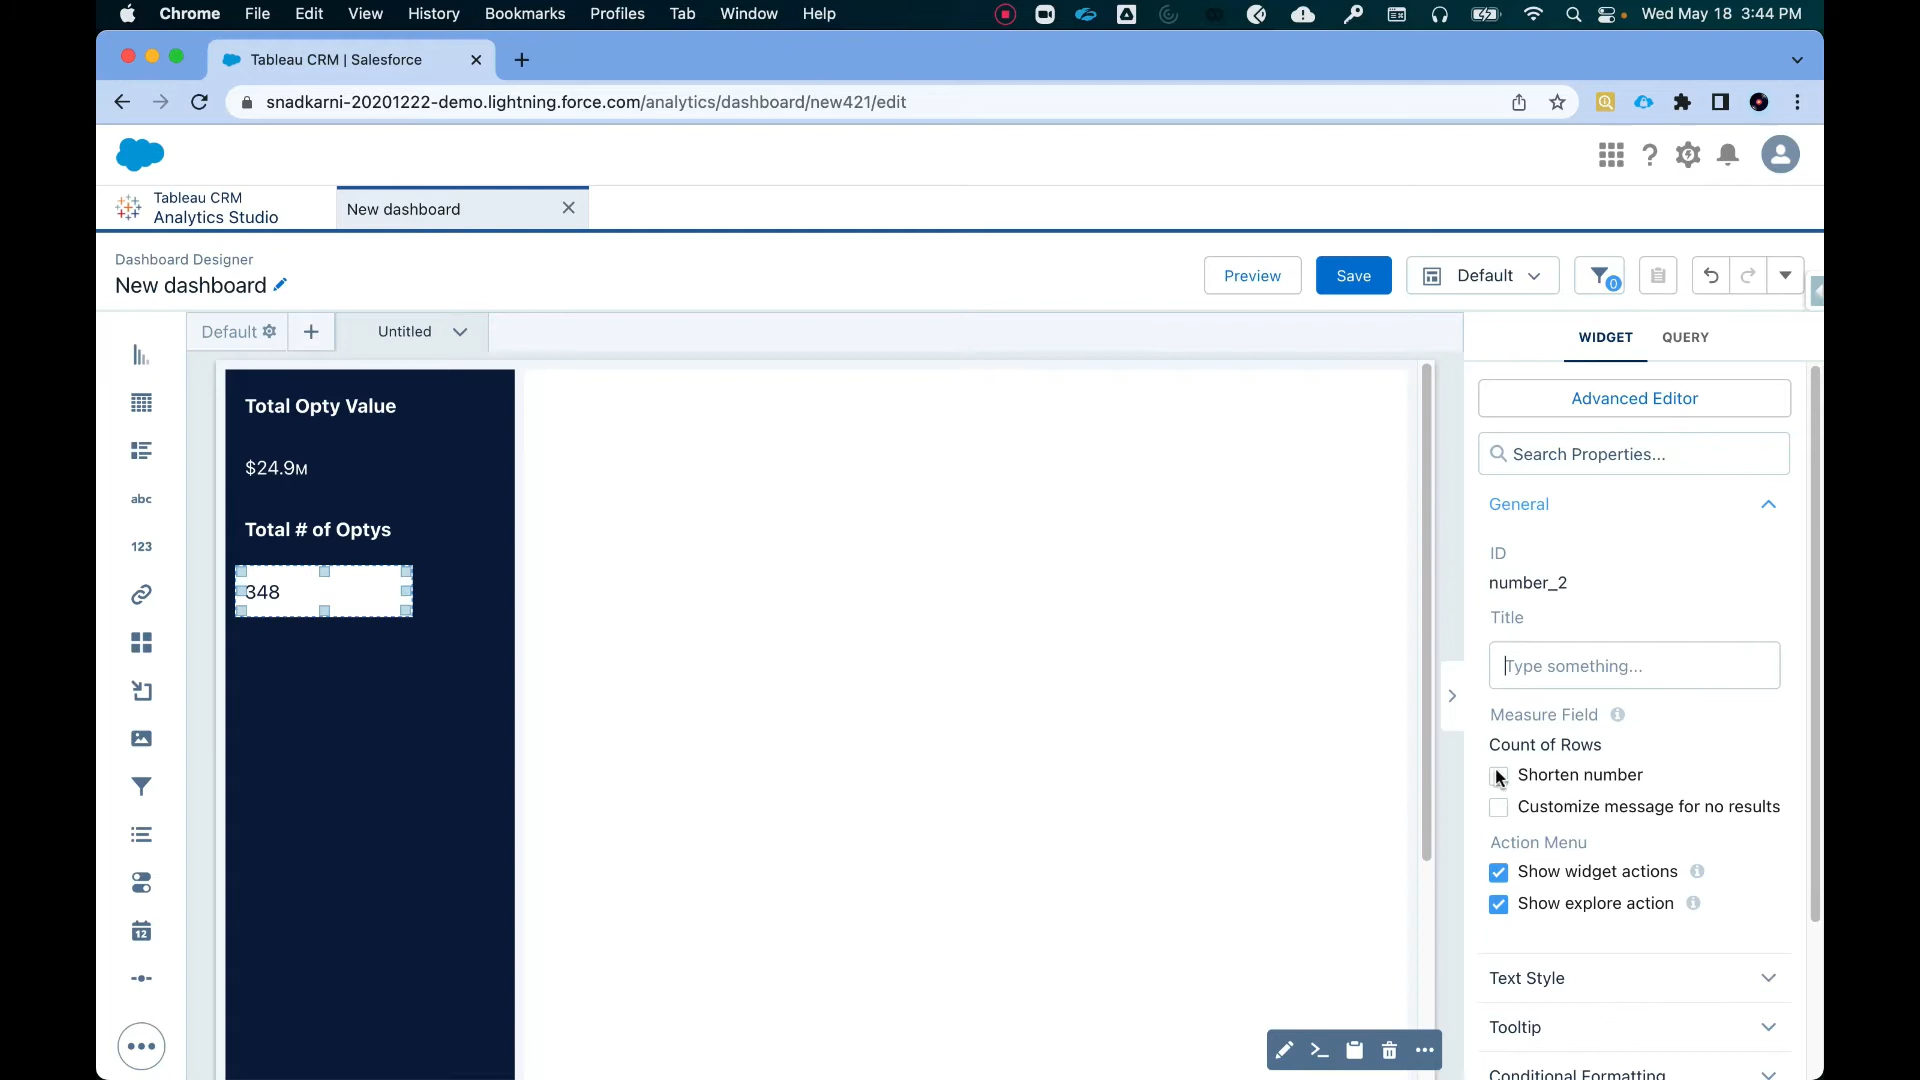 Chrome File Edit View History Bookmarks Profiles Tab Window Help Wed May 18 3:44 PM
Tableau CRM | Salesforce
snadkarni-20201222-demo.lightning.force.com/analytics/dashboard/new421/edit
Tableau CRM
Analytics Studio
New dashboard
Dashboard Designer
New dashboard
Preview
Save
Default
0
Default
Untitled
WIDGET
QUERY
abc
123
12
Total Opty Value
$24.9M
Total # of Optys
348
Advanced Editor
Search Properties...
General
ID
number_2
Title
Type something...
Measure Field
Count of Rows
Shorten number
Customize message for no results
Action Menu
Show widget actions
Show explore action
Text Style
Tooltip
Conditional Formatting